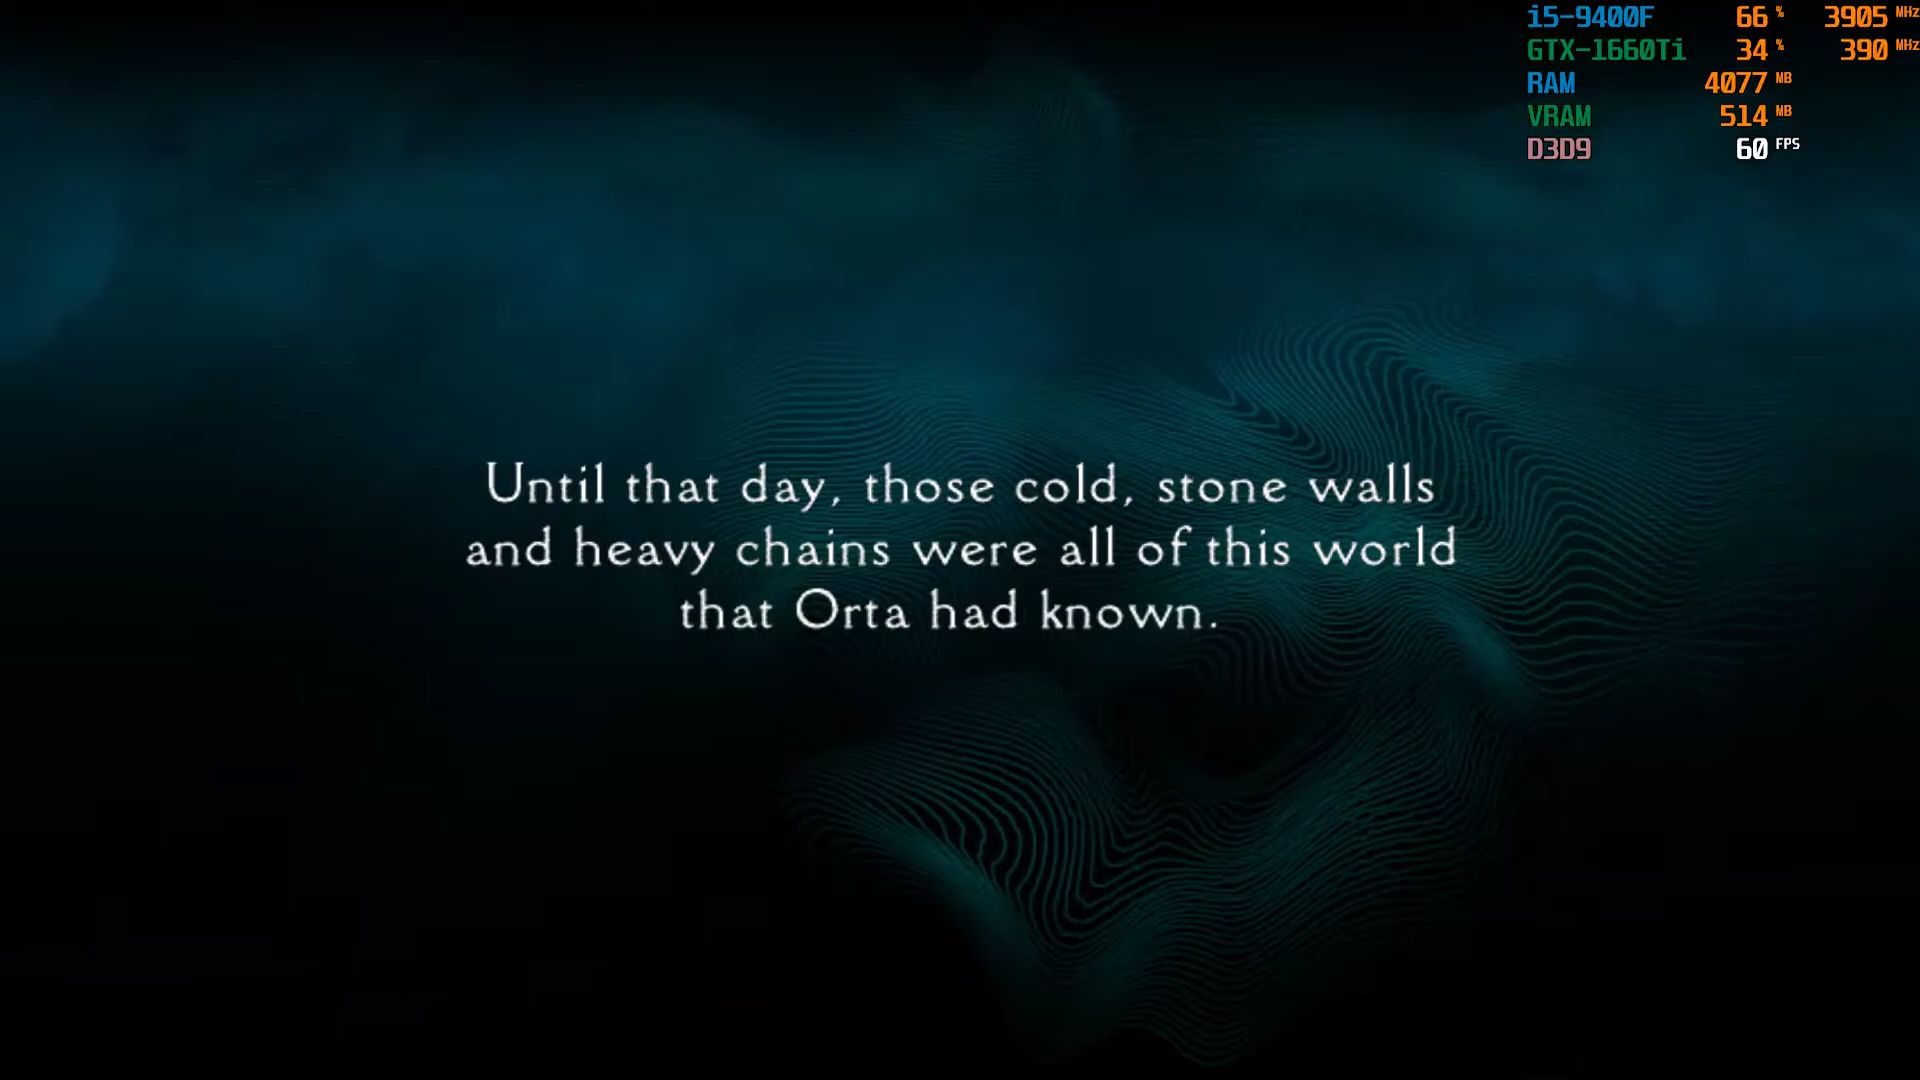 i5-9400F 66 % 3905 MHz
GTX-1660Ti 34 % 390 MHz
RAM 4077 MB
VRAM 514 MB
D3D9 60 FPS
Until that day, those cold, stone walls
and heavy chains were all of this world
that Orta had known.